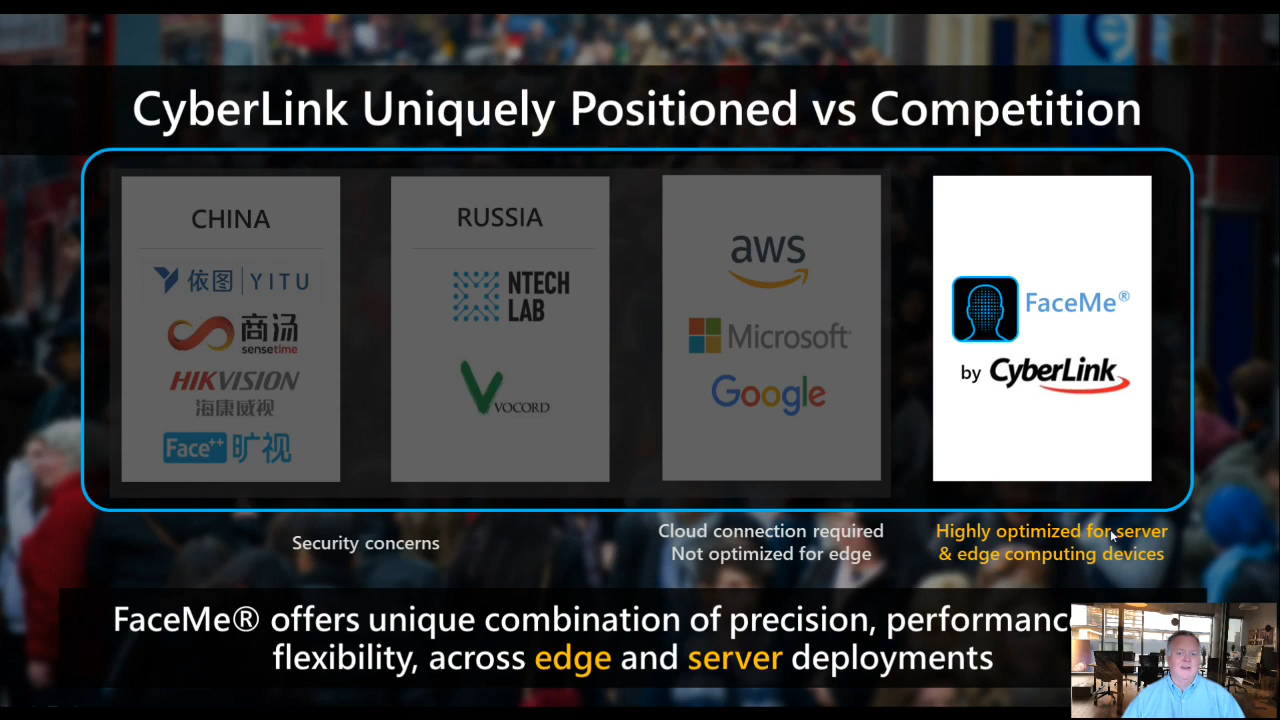 CyberLink Uniquely Positioned vs Competition
CHINA
依图 | YITU
商汤
sensetime
HIKVISION
海康威视
Face++ 旷视
RUSSIA
NTECH
LAB
VOCORD
aws
Microsoft
Google
FaceMe®
by CyberLink
Security concerns
Cloud connection required
Not optimized for edge
Highly optimized for server
& edge computing devices
FaceMe® offers unique combination of precision, performanc
flexibility, across edge and server deployments